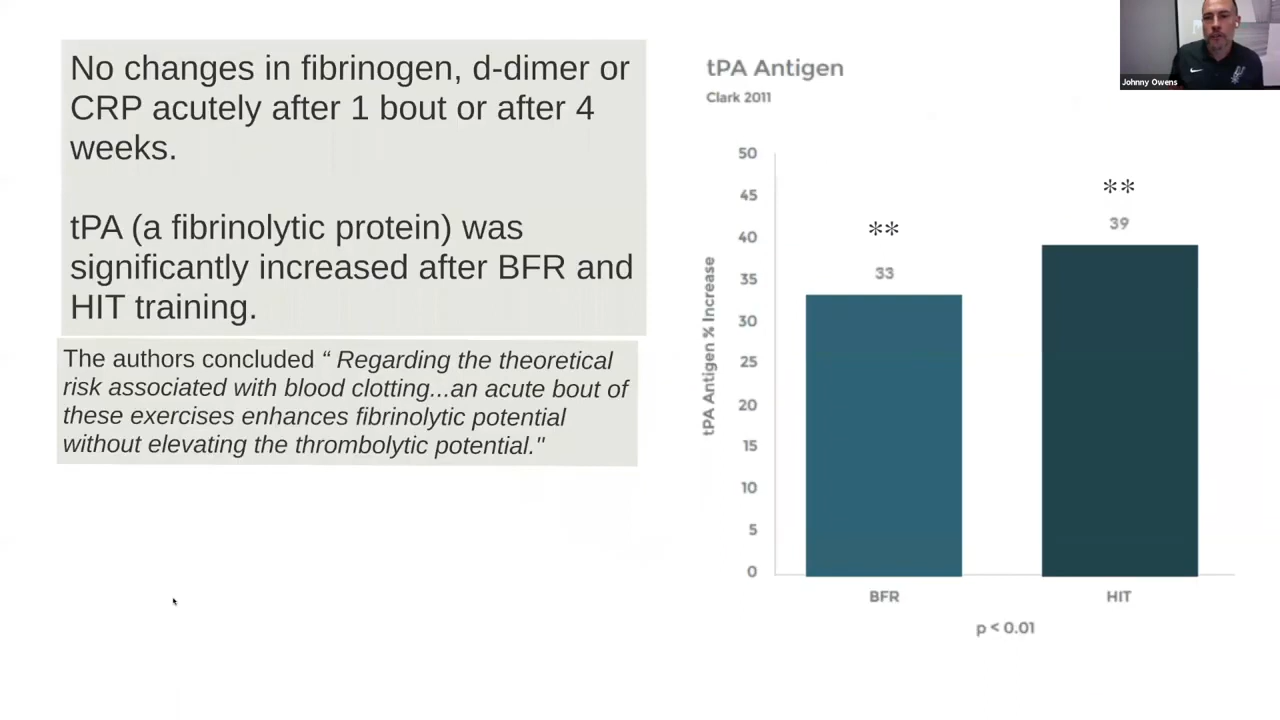 No changes in fibrinogen, d-dimer or
CRP acutely after 1 bout or after 4
weeks.
tPA (a fibrinolytic protein) was
significantly increased after BFR and
HIT training.
The authors concluded “ Regarding the theoretical
risk associated with blood clotting...an acute bout of
these exercises enhances fibrinolytic potential
without elevating the thrombolytic potential."
tPA Antigen
Clark 2011
tPA Antigen % Increase
50
45
40
35
30
25
20
15
10
5
0
**
33
**
39
BFR
HIT
p < 0.01
Johnny Owens